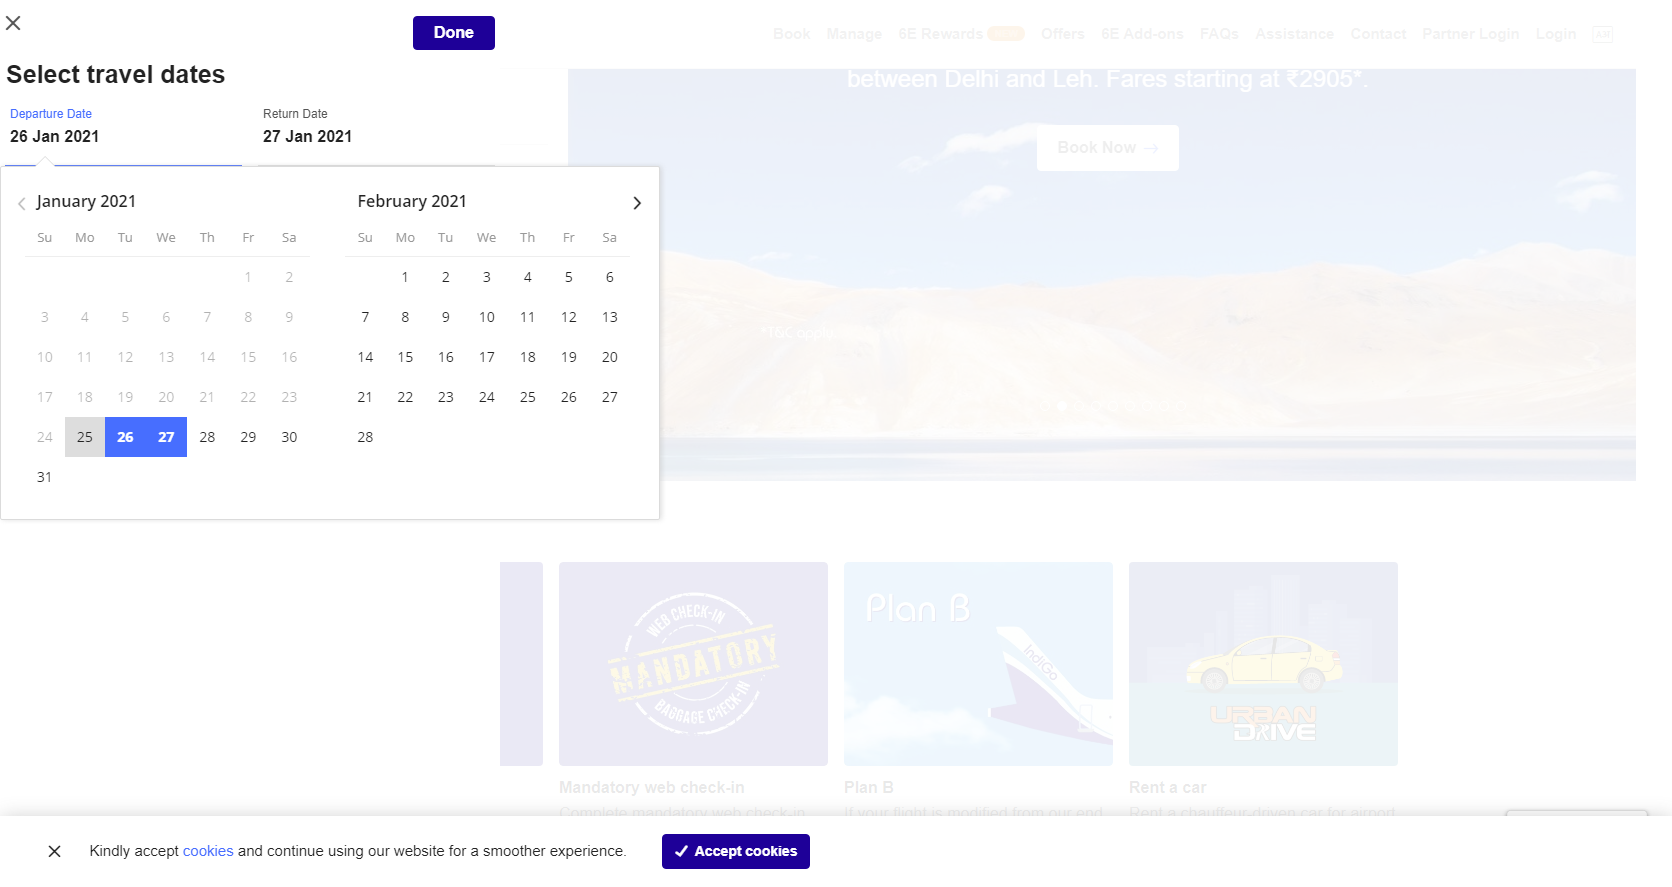 Done
Book Manage 6E Rewards Offers 6E Add-ons FAQs Assistance Contact Partner Login Login
Select travel dates
between Delhi and Leh. Fares starting at ₹2905*.
Departure Date Return Date
26 Jan 2021 27 Jan 2021
Book Now
January 2021 February 2021
Su Mo Tu We Th Fr Sa Su Mo Tu We Th Fr Sa
1 2 1 2 3 4 5 6
3 4 5 6 7 8 9 7 8 9 10 11 12 13
*T&C apply
10 11 12 13 14 15 16 14 15 16 17 18 19 20
17 18 19 20 21 22 23 21 22 23 24 25 26 27
24 25 26 27 28 29 30 28
31
WEB CHECK-IN
MANDATORY
BAGGAGE CHECK-IN
Plan B
IndiGo
URBAN
DRIVE
Mandatory web check-in Plan B Rent a car
Complete mandatory web check-in, If your flight is modified from our end, Rent a chauffeur-driven car for airport
Kindly accept cookies and continue using our website for a smoother experience. Accept cookies